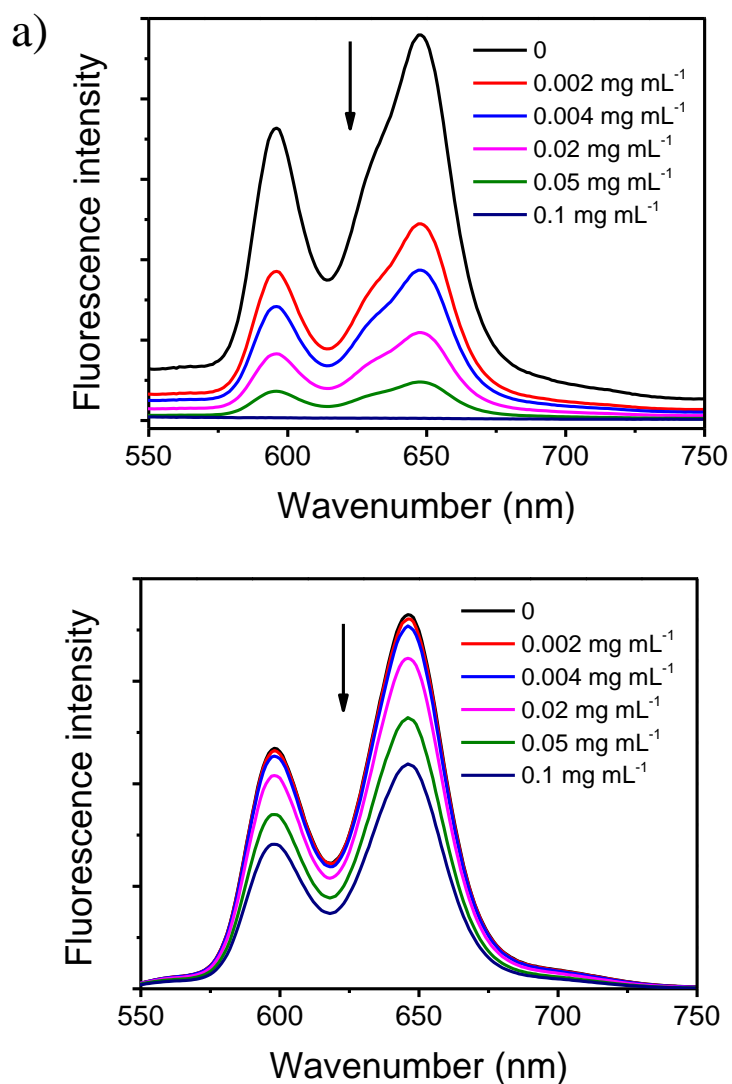 a)
0
0.002 mg mL⁻¹
0.004 mg mL⁻¹
0.02 mg mL⁻¹
0.05 mg mL⁻¹
0.1 mg mL⁻¹
Fluorescence intensity
550 600 650 700 750
Wavenumber (nm)
0
0.002 mg mL⁻¹
0.004 mg mL⁻¹
0.02 mg mL⁻¹
0.05 mg mL⁻¹
0.1 mg mL⁻¹
Fluorescence intensity
550 600 650 700 750
Wavenumber (nm)